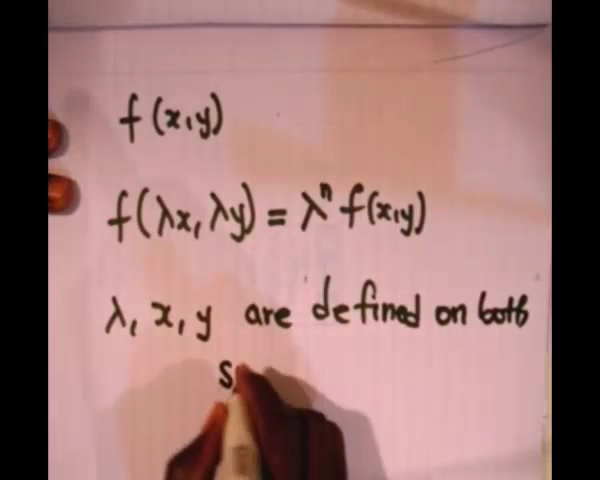 f(x,y)
f(λx, λy) = λⁿ f(x,y)
λ, x, y are defined on both
s